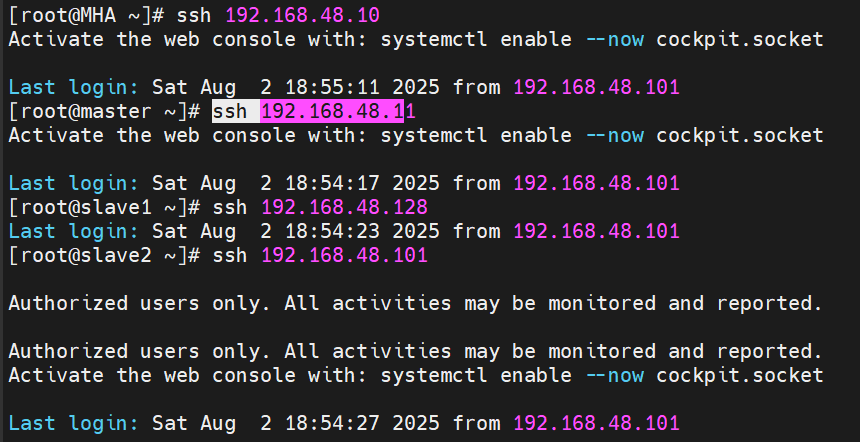 [root@MHA ~]# ssh 192.168.48.10
Activate the web console with: systemctl enable --now cockpit.socket
Last login: Sat Aug  2 18:55:11 2025 from 192.168.48.101
[root@master ~]# ssh 192.168.48.11
Activate the web console with: systemctl enable --now cockpit.socket
Last login: Sat Aug  2 18:54:17 2025 from 192.168.48.101
[root@slave1 ~]# ssh 192.168.48.128
Last login: Sat Aug  2 18:54:23 2025 from 192.168.48.101
[root@slave2 ~]# ssh 192.168.48.101
Authorized users only. All activities may be monitored and reported.
Authorized users only. All activities may be monitored and reported.
Activate the web console with: systemctl enable --now cockpit.socket
Last login: Sat Aug  2 18:54:27 2025 from 192.168.48.101